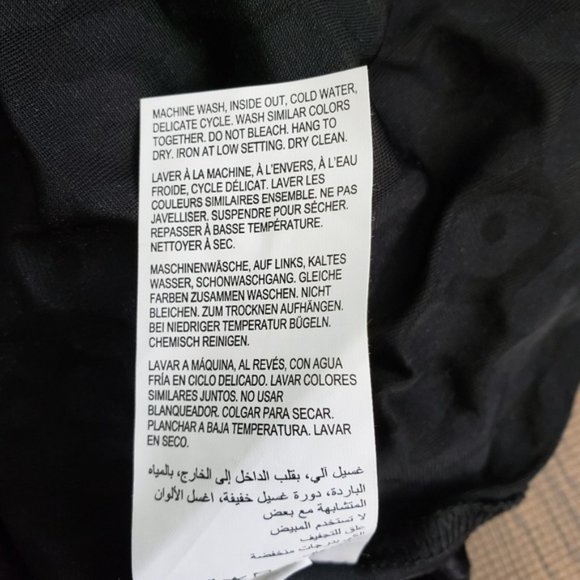 MACHINE WASH, INSIDE OUT, COLD WATER,
DELICATE CYCLE. WASH SIMILAR COLORS
TOGETHER. DO NOT BLEACH. HANG TO
DRY. IRON AT LOW SETTING. DRY CLEAN.
LAVER À LA MACHINE, À L'ENVERS, À L'EAU
FROIDE, CYCLE DÉLICAT. LAVER LES
COULEURS SIMILAIRES ENSEMBLE. NE PAS
JAVELLISER. SUSPENDRE POUR SÉCHER.
REPASSER À BASSE TEMPÉRATURE.
NETTOYER À SEC.
MASCHINENWÄSCHE, AUF LINKS, KALTES
WASSER, SCHONWASCHGANG. GLEICHE
FARBEN ZUSAMMEN WASCHEN. NICHT
BLEICHEN. ZUM TROCKNEN AUFHÄNGEN.
BEI NIEDRIGER TEMPERATUR BÜGELN.
CHEMISCH REINIGEN.
LAVAR A MÁQUINA, AL REVÉS, CON AGUA
FRÍA EN CICLO DELICADO. LAVAR COLORES
SIMILARES JUNTOS. NO USAR
BLANQUEADOR. COLGAR PARA SECAR.
PLANCHAR A BAJA TEMPERATURA. LAVAR
EN SECO.
غسيل آلي، بقلب الداخل إلى الخارج، بالمياه
الباردة، دورة غسيل خفيفة، اغسل الألوان
المتشابهة مع بعض
لا تستخدم المبيض
علق للتجفيف
بدرجات منخفضة